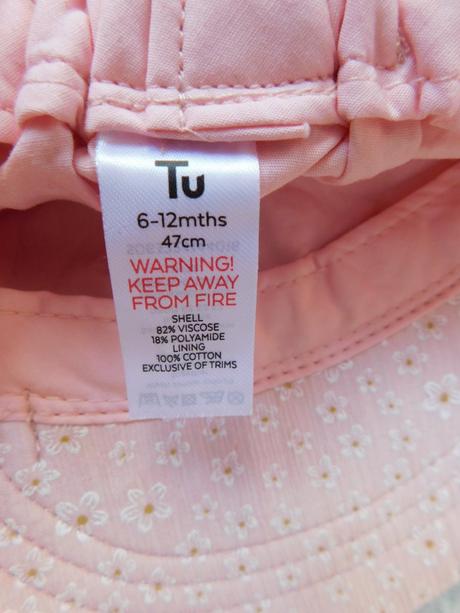 Tu
6-12mths
47cm
WARNING!
KEEP AWAY
FROM FIRE
SHELL
82% VISCOSE
18% POLYAMIDE
LINING
100% COTTON
EXCLUSIVE OF TRIMS